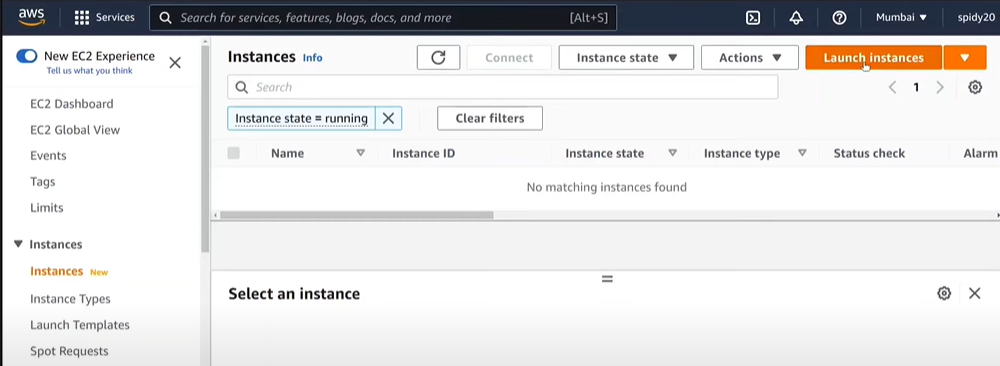 aws Services Search for services, features, blogs, docs, and more [Alt+S] Mumbai spidy20
New EC2 Experience
Tell us what you think
EC2 Dashboard
EC2 Global View
Events
Tags
Limits
Instances
Instances New
Instance Types
Launch Templates
Spot Requests
Instances Info Connect Instance state Actions Launch instances
Search 1
Instance state = running Clear filters
Name Instance ID Instance state Instance type Status check Alarm
No matching instances found
Select an instance